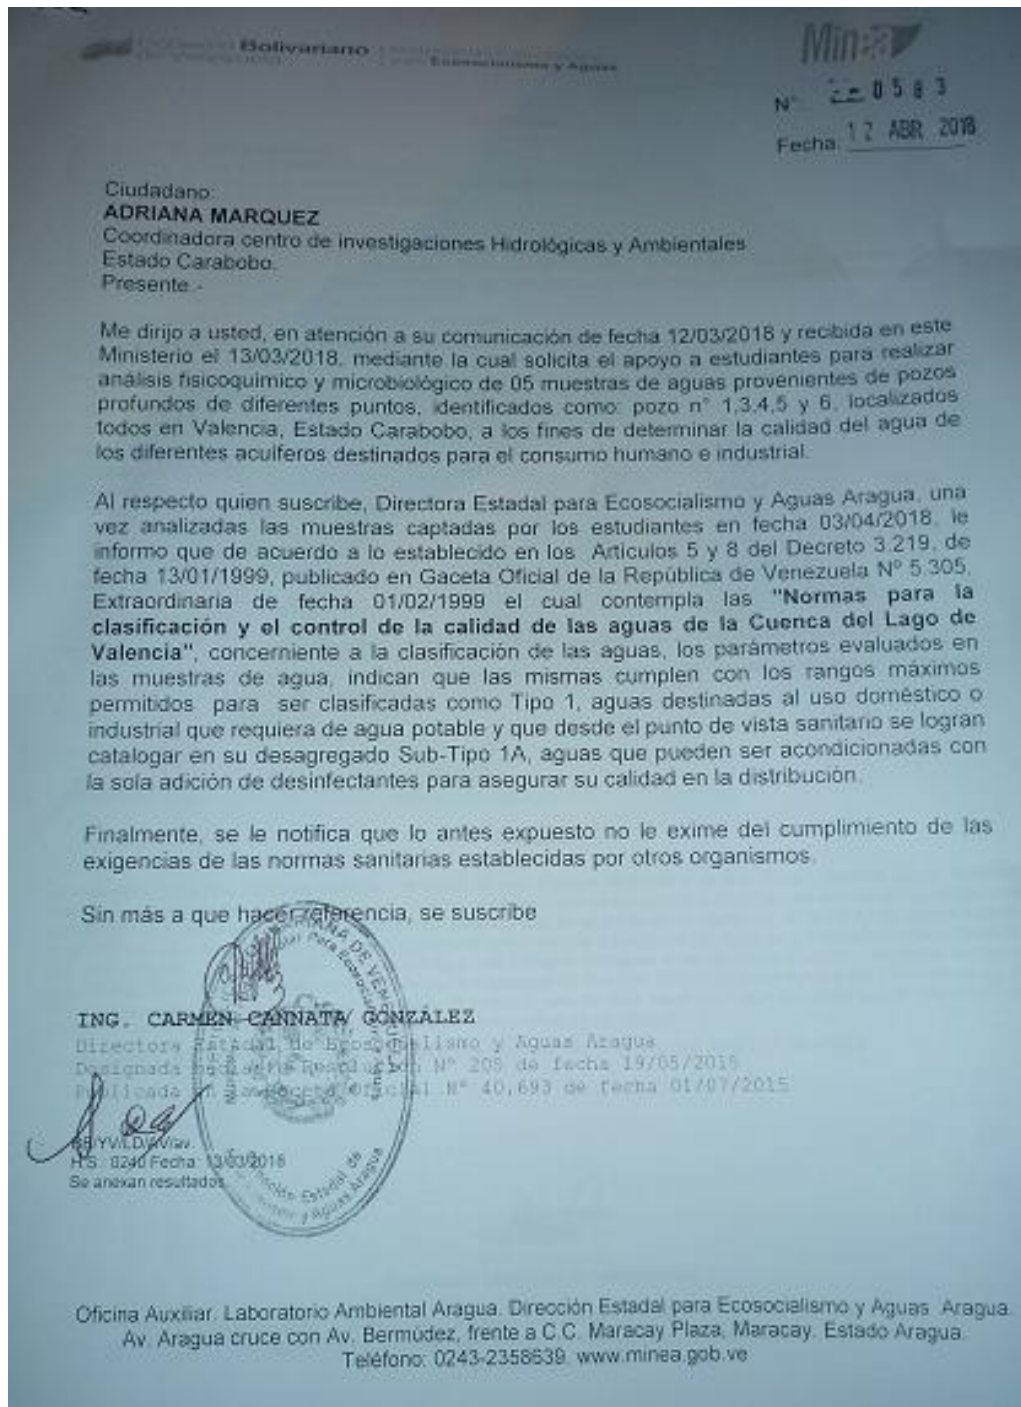 Bolivariano
de Venezuela
Ecosocialismo y Aguas
Minea
N° 0583
Fecha: 12 ABR 2018
Ciudadano:
ADRIANA MARQUEZ
Coordinadora centro de investigaciones Hidrológicas y Ambientales
Estado Carabobo.
Presente.-
Me dirijo a usted, en atención a su comunicación de fecha 12/03/2018 y recibida en este
Ministerio el 13/03/2018, mediante la cual solicita el apoyo a estudiantes para realizar
análisis fisicoquímico y microbiológico de 05 muestras de aguas provenientes de pozos
profundos de diferentes puntos, identificados como: pozo n° 1,3,4,5 y 6, localizados
todos en Valencia, Estado Carabobo, a los fines de determinar la calidad del agua de
los diferentes acuíferos destinados para el consumo humano e industrial.
Al respecto quien suscribe, Directora Estadal para Ecosocialismo y Aguas Aragua, una
vez analizadas las muestras captadas por los estudiantes en fecha 03/04/2018, le
informo que de acuerdo a lo establecido en los Artículos 5 y 8 del Decreto 3.219, de
fecha 13/01/1999, publicado en Gaceta Oficial de la República de Venezuela Nº 5.305,
Extraordinaria de fecha 01/02/1999 el cual contempla las "Normas para la
clasificación y el control de la calidad de las aguas de la Cuenca del Lago de
Valencia", concerniente a la clasificación de las aguas, los parámetros evaluados en
las muestras de agua, indican que las mismas cumplen con los rangos máximos
permitidos para ser clasificadas como Tipo 1, aguas destinadas al uso doméstico o
industrial que requiera de agua potable y que desde el punto de vista sanitario se logran
catalogar en su desagregado Sub-Tipo 1A, aguas que pueden ser acondicionadas con
la sola adición de desinfectantes para asegurar su calidad en la distribución.
Finalmente, se le notifica que lo antes expuesto no le exime del cumplimiento de las
exigencias de las normas sanitarias establecidas por otros organismos.
Sin más a que hacer referencia, se suscribe
ING. CARMEN CANNATA GONZÁLEZ
Directora Estadal de Ecosocialismo y Aguas Aragua
Designada mediante Resolución Nº 205 de fecha 19/05/2015
Publicada en Gaceta Oficial Nº 40,693 de fecha 01/07/2015
H.S.: 0240 Fecha: 13/03/2018
Se anexan resultados
Dirección Estadal de
y Aguas Aragua
Oficina Auxiliar. Laboratorio Ambiental Aragua. Dirección Estadal para Ecosocialismo y Aguas Aragua.
Av. Aragua cruce con Av. Bermúdez, frente a C.C. Maracay Plaza, Maracay. Estado Aragua.
Teléfono: 0243-2358639. www.minea.gob.ve